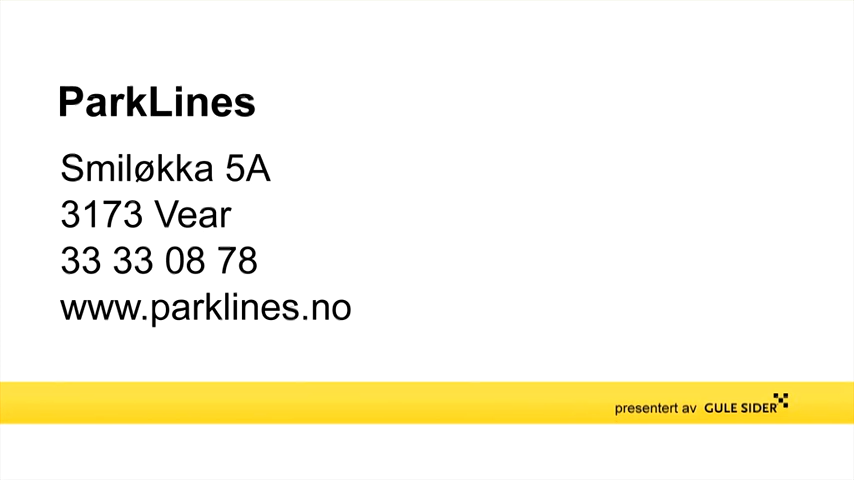 ParkLines
Smiløkka 5A
3173 Vear
33 33 08 78
www.parklines.no
presentert av GULE SIDER